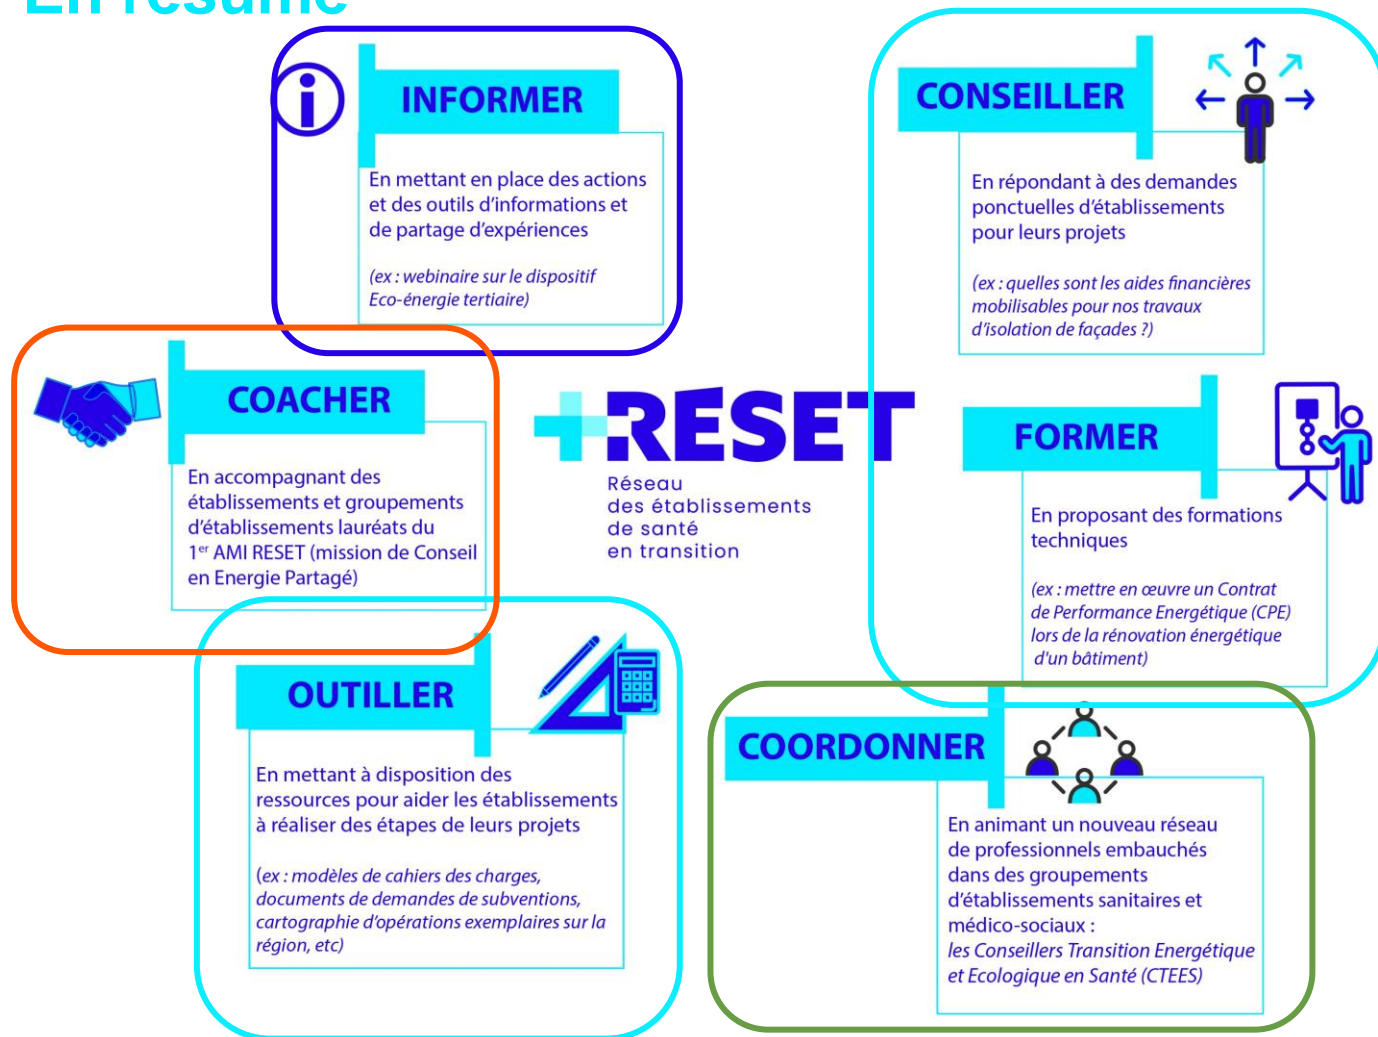 En résumé
INFORMER
En mettant en place des actions
et des outils d'informations et
de partage d'expériences
(ex : webinaire sur le dispositif
Eco-énergie tertiaire)
CONSEILLER
En répondant à des demandes
ponctuelles d'établissements
pour leurs projets
(ex : quelles sont les aides financières
mobilisables pour nos travaux
d'isolation de façades ?)
COACHER
En accompagnant des
établissements et groupements
d'établissements lauréats du
1er AMI RESET (mission de Conseil
en Energie Partagé)
RÉSET
Réseau
des établissements
de santé
en transition
FORMER
En proposant des formations
techniques
(ex : mettre en œuvre un Contrat
de Performance Energétique (CPE)
lors de la rénovation énergétique
d'un bâtiment)
OUTILLER
En mettant à disposition des
ressources pour aider les établissements
à réaliser des étapes de leurs projets
(ex : modèles de cahiers des charges,
documents de demandes de subventions,
cartographie d'opérations exemplaires sur la
région, etc)
COORDONNER
En animant un nouveau réseau
de professionnels embauchés
dans des groupements
d'établissements sanitaires et
médico-sociaux :
les Conseillers Transition Energétique
et Ecologique en Santé (CTEES)